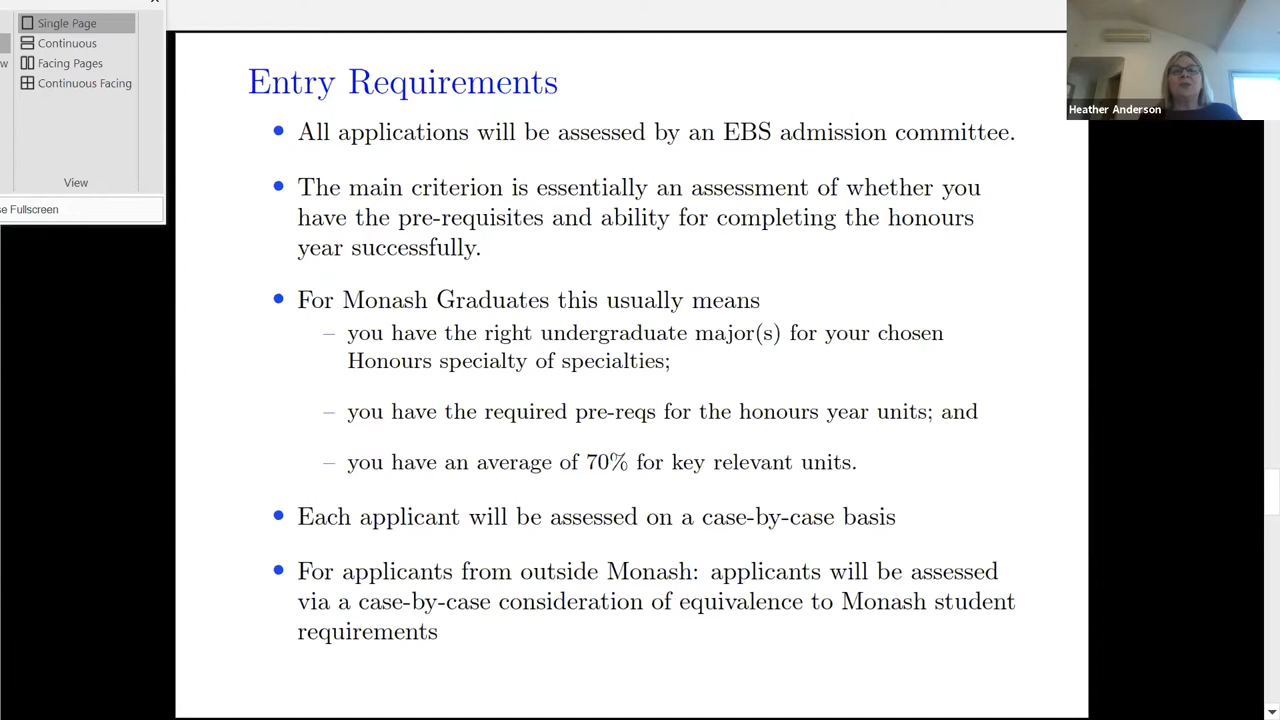 Single Page
Continuous
Facing Pages
Continuous Facing
View
Fullscreen
Heather Anderson
Entry Requirements
• All applications will be assessed by an EBS admission committee.
• The main criterion is essentially an assessment of whether you
have the pre-requisites and ability for completing the honours
year successfully.
• For Monash Graduates this usually means
– you have the right undergraduate major(s) for your chosen
Honours specialty of specialties;
– you have the required pre-reqs for the honours year units; and
– you have an average of 70% for key relevant units.
• Each applicant will be assessed on a case-by-case basis
• For applicants from outside Monash: applicants will be assessed
via a case-by-case consideration of equivalence to Monash student
requirements